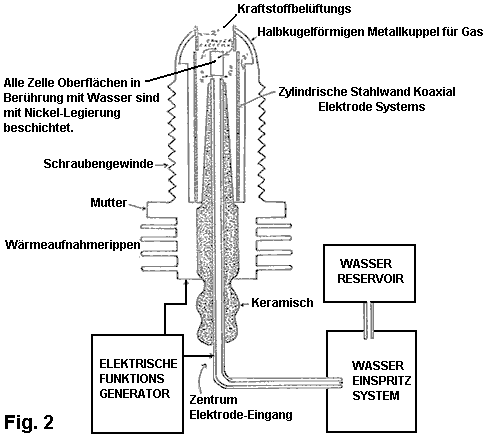 Kraftstoffbelüftungs
Halbkugelförmigen Metallkuppel für Gas
Alle Zelle Oberflächen in
Berührung mit Wasser sind
mit Nickel-Legierung
beschichtet.
Zylindrische Stahlwand Koaxial
Elektrode Systems
Schraubengewinde
Mutter
Wärmeaufnahmerippen
Keramisch
WASSER
RESERVOIR
ELEKTRISCHE
FUNKTIONS
GENERATOR
WASSER
EINSPRITZ
SYSTEM
Zentrum
Elektrode-Eingang
Fig. 2